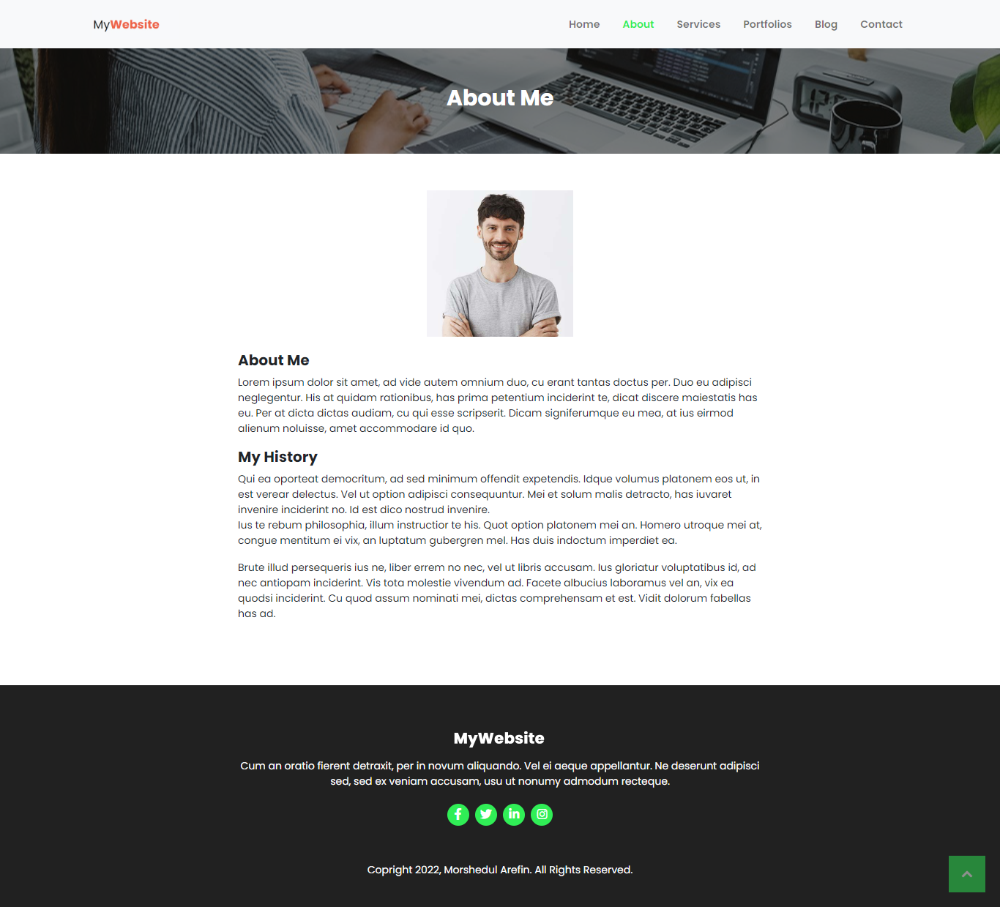 MyWebsite
Home About Services Portfolios Blog Contact
About Me
About Me
Lorem ipsum dolor sit amet, ad vide autem omnium duo, cu erant tantas doctus per. Duo eu adipisci
neglegentur. His at quidam rationibus, has prima petentium inciderint te, dicat discere maiestatis has
eu. Per at dicta dictas audiam, cu qui esse scripserit. Dicam signiferumque eu mea, at ius eirmod
alienum noluisse, amet accommodare id quo.
My History
Qui ea oporteat democritum, ad sed minimum offendit expetendis. Idque volumus platonem eos ut, in
est verear delectus. Vel ut option adipisci consequuntur. Mei et solum malis detracto, has iuvaret
invenire inciderint no. Id est dico nostrud invenire.
Ius te rebum philosophia, illum instructior te his. Quot option platonem mei an. Homero utroque mei at,
congue mentitum ei vix, an luptatum gubergren mel. Has duis indoctum imperdiet ea.
Brute illud persequeris ius ne, liber errem no nec, vel ut libris accusam. Ius gloriatur voluptatibus id, ad
nec antiopam inciderint. Vis tota molestie vivendum ad. Facete albucius laboramus vel an, vix ea
quodsi inciderint. Cu quod assum nominati mei, dictas comprehensam et est. Vidit dolorum fabellas
has ad.
MyWebsite
Cum an oratio fierent detraxit, per in novum aliquando. Vel ei aeque appellantur. Ne deserunt adipisci
sed, sed ex veniam accusam, usu ut nonumy admodum recteque.
Copright 2022, Morshedul Arefin. All Rights Reserved.